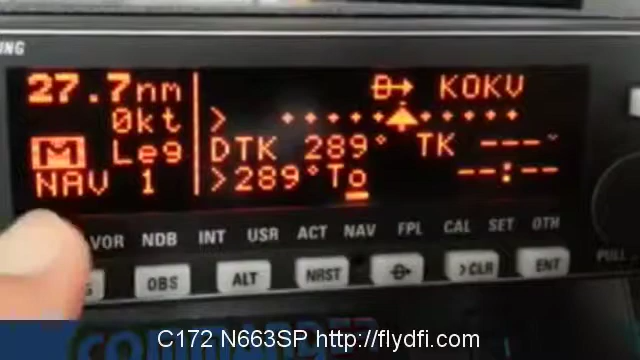 27.7nm KOKV
0kt >
M Leg DTK 289° TK ---°
NAV 1 >289°To --:--
VOR NDB INT USR ACT NAV FPL CAL SET OTH
PULL
OBS ALT NRST >CLR ENT
C172 N663SP http://flydfi.com